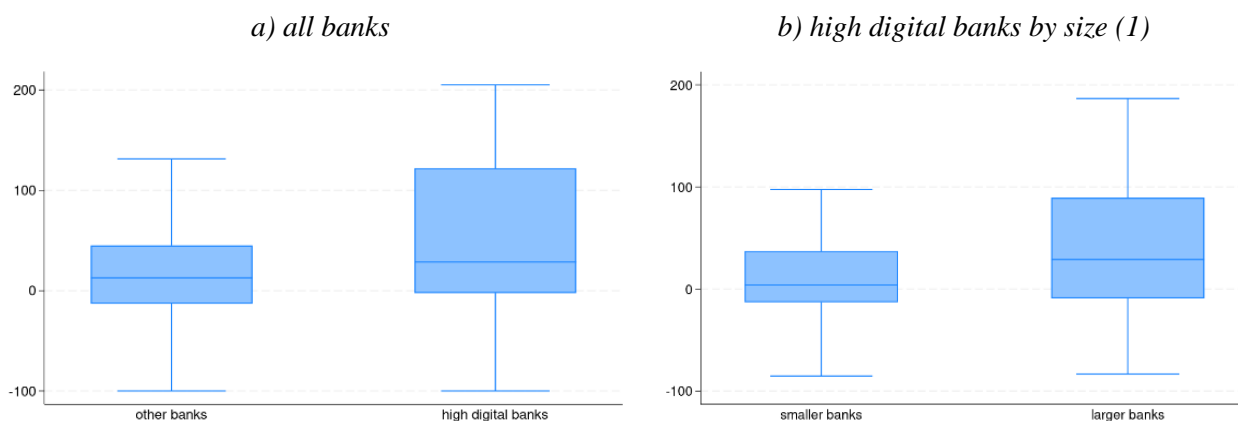 a) all banks
200
100
0
-100
other banks
high digital banks
b) high digital banks by size (1)
200
100
0
-100
smaller banks
larger banks